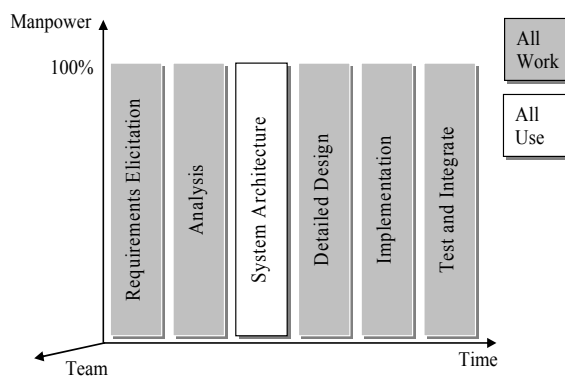 Manpower
100%
Requirements Elicitation
Analysis
System Architecture
Detailed Design
Implementation
Test and Integrate
All
Work
All
Use
Team
Time